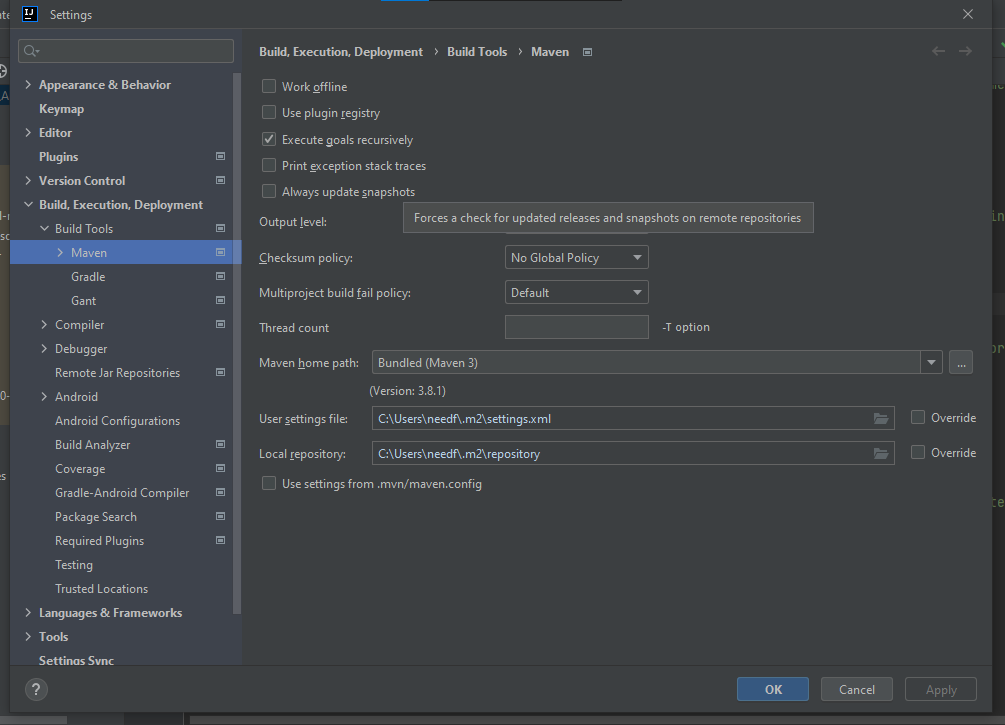 IJ Settings
Build, Execution, Deployment › Build Tools › Maven
Appearance & Behavior
Keymap
Editor
Plugins
Version Control
Build, Execution, Deployment
Build Tools
Maven
Gradle
Gant
Compiler
Debugger
Remote Jar Repositories
Android
Android Configurations
Build Analyzer
Coverage
Gradle-Android Compiler
Package Search
Required Plugins
Testing
Trusted Locations
Languages & Frameworks
Tools
Settings Sync
Work offline
Use plugin registry
Execute goals recursively
Print exception stack traces
Always update snapshots
Forces a check for updated releases and snapshots on remote repositories
Output level:
Checksum policy: No Global Policy
Multiproject build fail policy: Default
Thread count -T option
Maven home path: Bundled (Maven 3) ...
(Version: 3.8.1)
User settings file: C:\Users\needf\.m2\settings.xml Override
Local repository: C:\Users\needf\.m2\repository Override
Use settings from .mvn/maven.config
? OK Cancel Apply